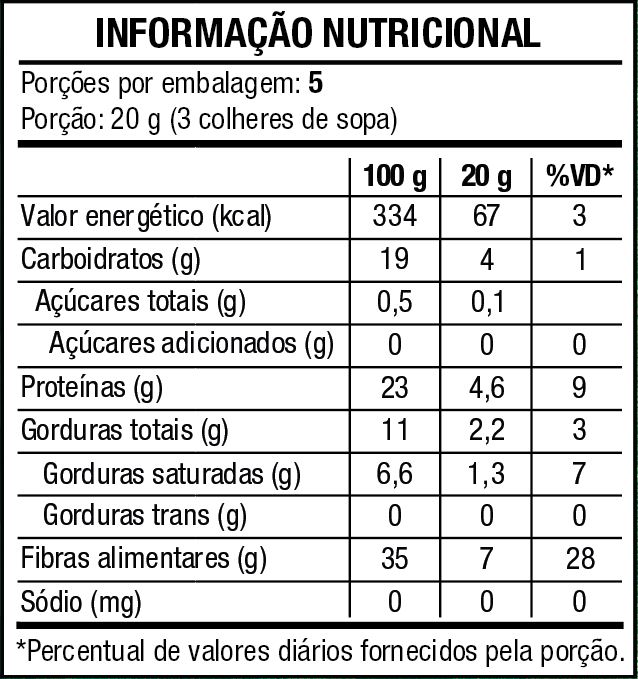 INFORMAÇÃO NUTRICIONAL
Porções por embalagem: 5
Porção: 20 g (3 colheres de sopa)
100 g 20 g %VD*
Valor energético (kcal) 334 67 3
Carboidratos (g) 19 4 1
Açúcares totais (g) 0,5 0,1
Açúcares adicionados (g) 0 0 0
Proteínas (g) 23 4,6 9
Gorduras totais (g) 11 2,2 3
Gorduras saturadas (g) 6,6 1,3 7
Gorduras trans (g) 0 0 0
Fibras alimentares (g) 35 7 28
Sódio (mg) 0 0 0
*Percentual de valores diários fornecidos pela porção.